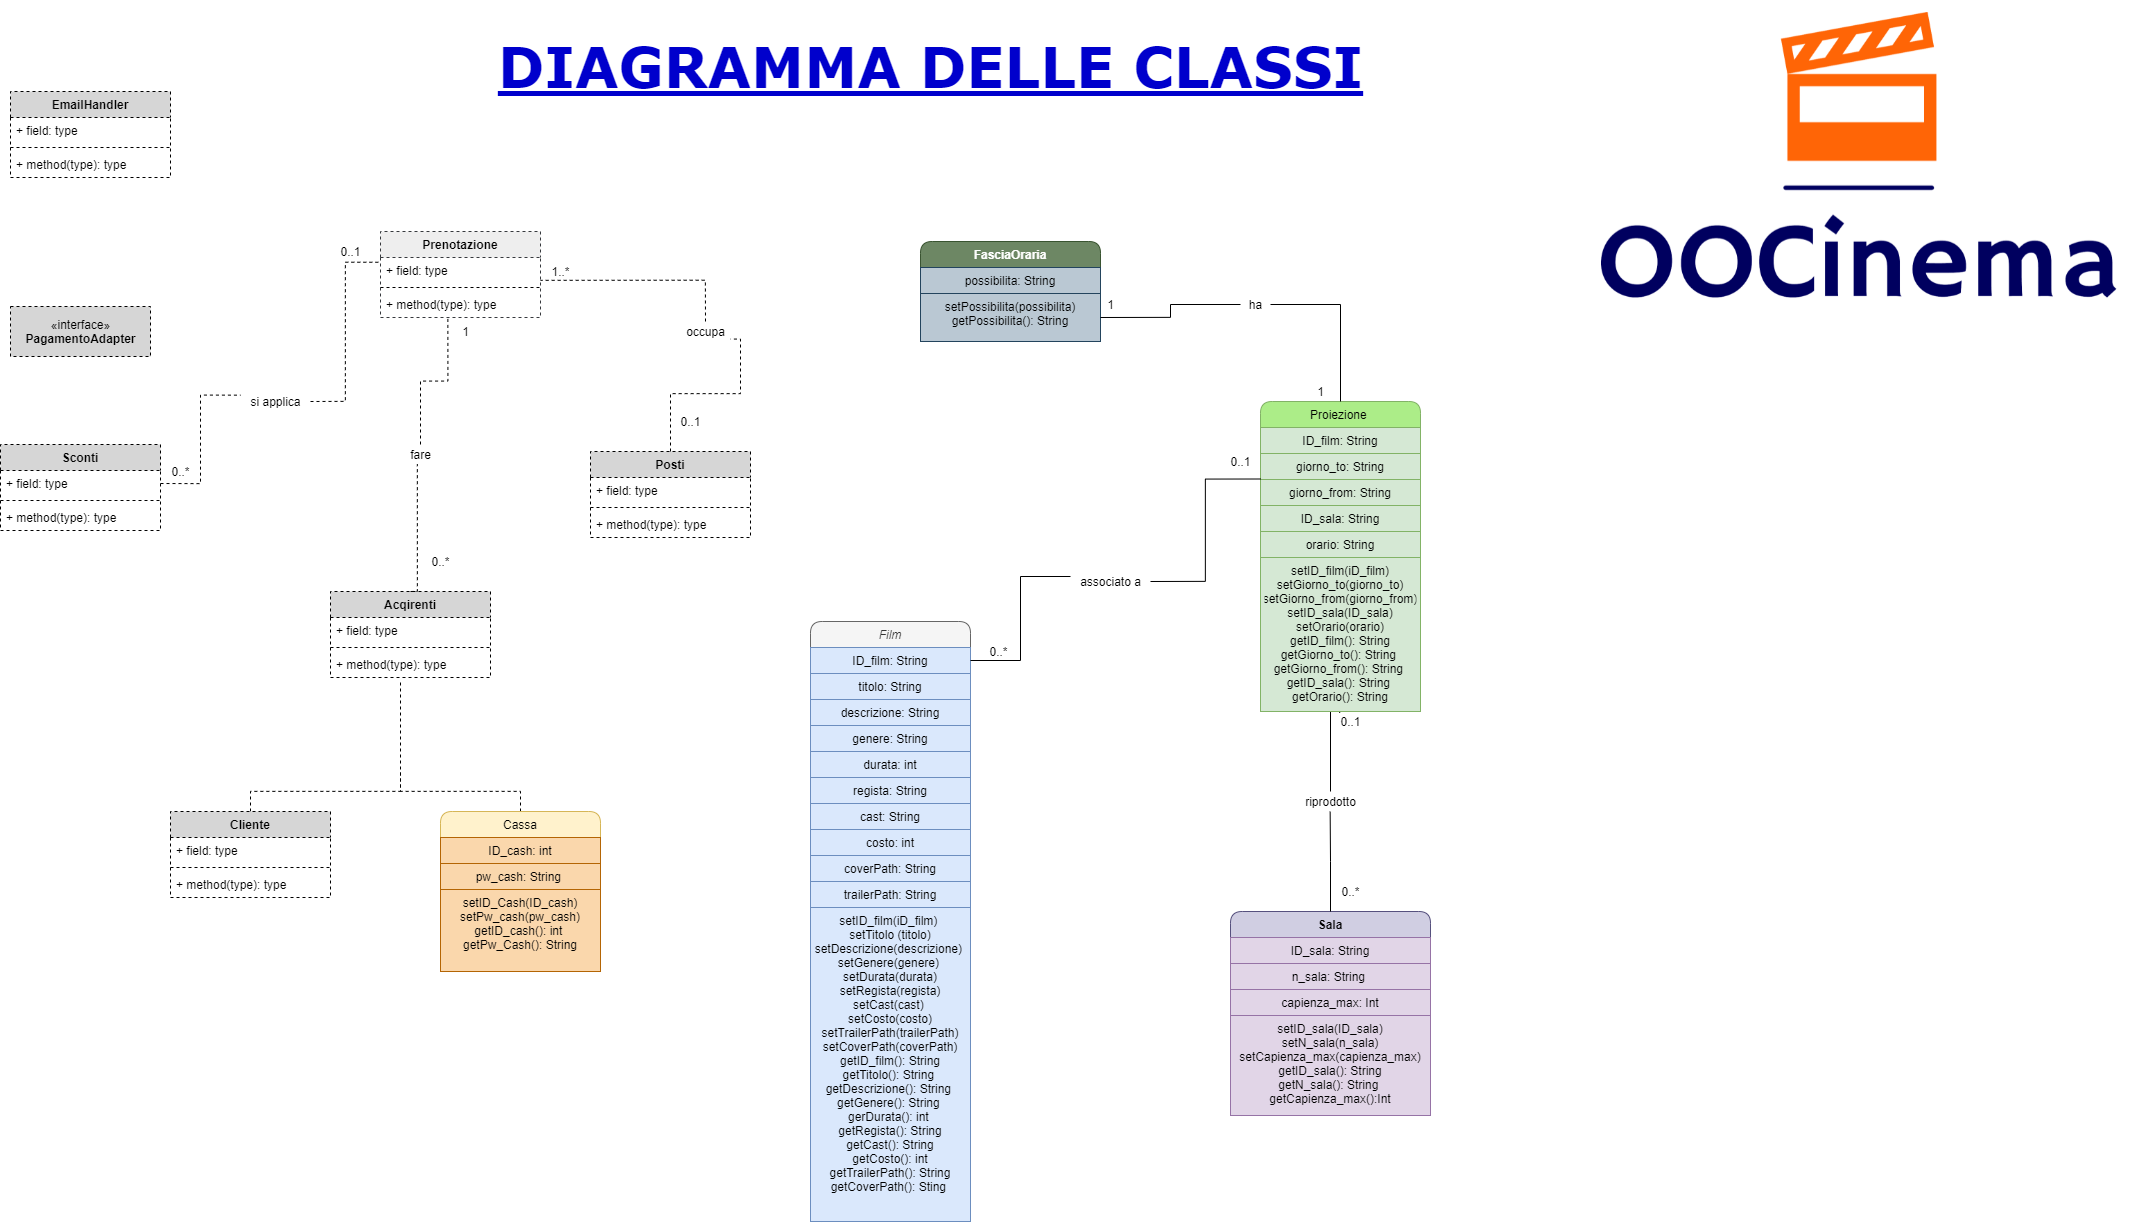 DIAGRAMMA DELLE CLASSI
OOCinema
EmailHandler
+ field: type
+ method(type): type
«interface»
PagamentoAdapter
Prenotazione
+ field: type
+ method(type): type
0..1
1..*
1
si applica
occupa
fare
0..*
0..1
0..*
Sconti
+ field: type
+ method(type): type
Posti
+ field: type
+ method(type): type
Acqirenti
+ field: type
+ method(type): type
Cliente
+ field: type
+ method(type): type
Cassa
ID_cash: int
pw_cash: String
setID_Cash(ID_cash)
setPw_cash(pw_cash)
getID_cash(): int
getPw_Cash(): String
FasciaOraria
possibilita: String
setPossibilita(possibilita)
getPossibilita(): String
1
ha
1
Proiezione
ID_film: String
giorno_to: String
giorno_from: String
ID_sala: String
orario: String
setID_film(iD_film)
setGiorno_to(giorno_to)
setGiorno_from(giorno_from)
setID_sala(ID_sala)
setOrario(orario)
getID_film(): String
getGiorno_to(): String
getGiorno_from(): String
getID_sala(): String
getOrario(): String
0..1
associato a
0..*
Film
ID_film: String
titolo: String
descrizione: String
genere: String
durata: int
regista: String
cast: String
costo: int
coverPath: String
trailerPath: String
setID_film(iD_film)
setTitolo (titolo)
setDescrizione(descrizione)
setGenere(genere)
setDurata(durata)
setRegista(regista)
setCast(cast)
setCosto(costo)
setTrailerPath(trailerPath)
setCoverPath(coverPath)
getID_film(): String
getTitolo(): String
getDescrizione(): String
getGenere(): String
gerDurata(): int
getRegista(): String
getCast(): String
getCosto(): int
getTrailerPath(): String
getCoverPath(): Sting
0..1
riprodotto
0..*
Sala
ID_sala: String
n_sala: String
capienza_max: Int
setID_sala(ID_sala)
setN_sala(n_sala)
setCapienza_max(capienza_max)
getID_sala(): String
getN_sala(): String
getCapienza_max():Int